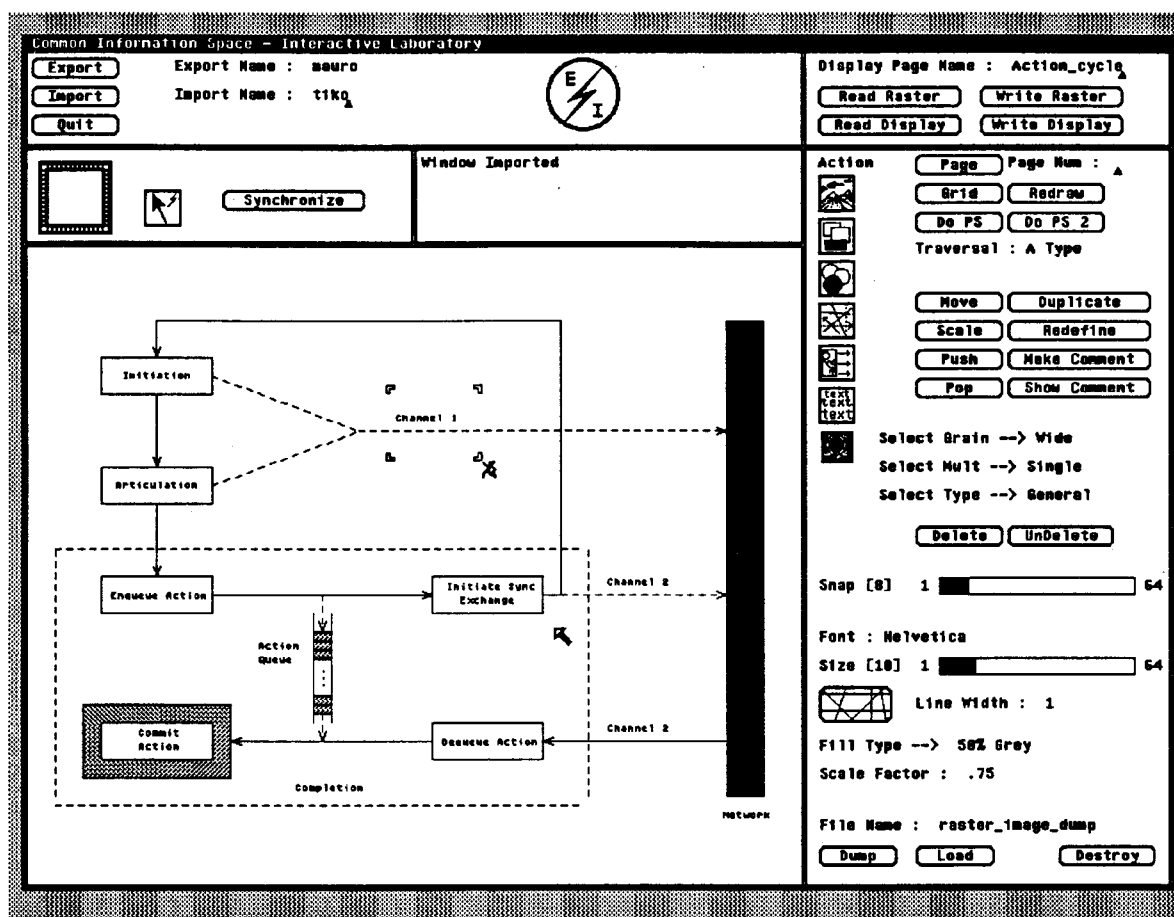 Common Information Space - Interactive Laboratory
Export Export Name : mauro
Import Import Name : tiko
Quit
E
I
Display Page Name : Action_cycle
Read Raster Write Raster
Read Display Write Display
Synchronize
Window Imported
Action Page Page Num :
Grid Redraw
Do PS Do PS 2
Traversal : A Type
Move Duplicate
Scale Redefine
Push Make Comment
Pop Show Comment
text
text
text
Select Grain --> Wide
Select Mult --> Single
Select Type --> General
Delete UnDelete
Snap [8] 1 64
Font : Helvetica
Size [10] 1 64
Line Width : 1
Fill Type --> 50% Grey
Scale Factor : .75
File Name : raster_image_dump
Dump Load Destroy
Initiation
Channel 1
Articulation
Enqueue Action
Initiate Sync
Exchange
Channel 2
Action
Queue
Commit
Action
Dequeue Action
Channel 2
Completion
Network